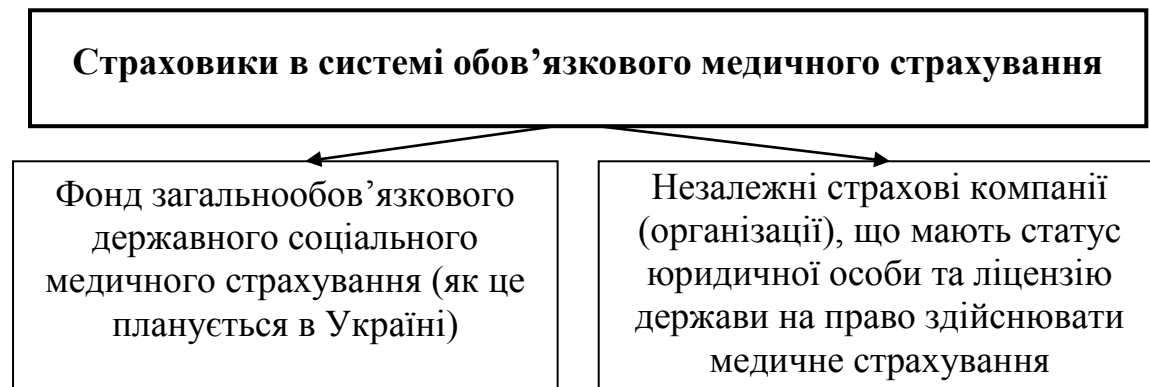 Страховики в системі обов’язкового медичного страхування
Фонд загальнообов’язкового
державного соціального
медичного страхування (як це
планується в Україні)
Незалежні страхові компанії
(організації), що мають статус
юридичної особи та ліцензію
держави на право здійснювати
медичне страхування